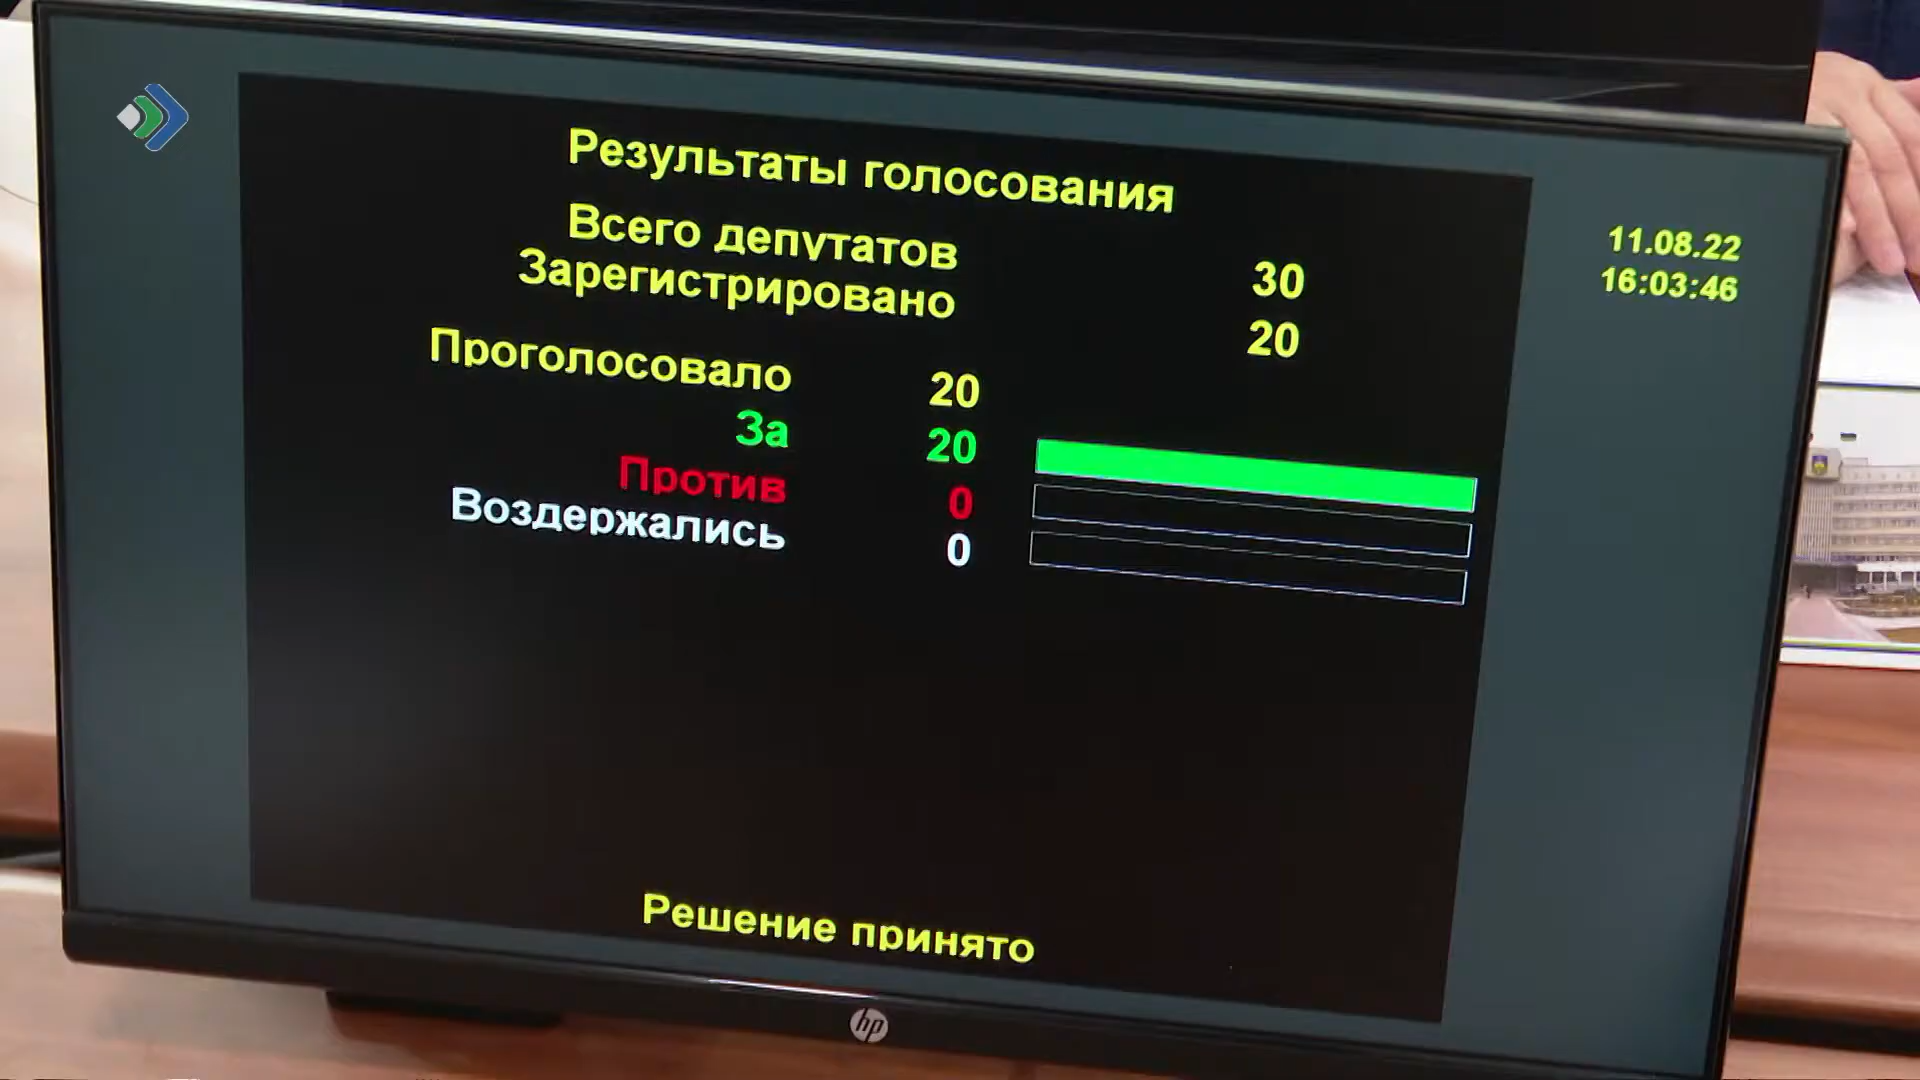 Результаты голосования
Всего депутатов 30
Зарегистрировано 20
Проголосовало 20
За 20
Против 0
Воздержались 0
Решение принято
11.08.22
16:03:46
hp